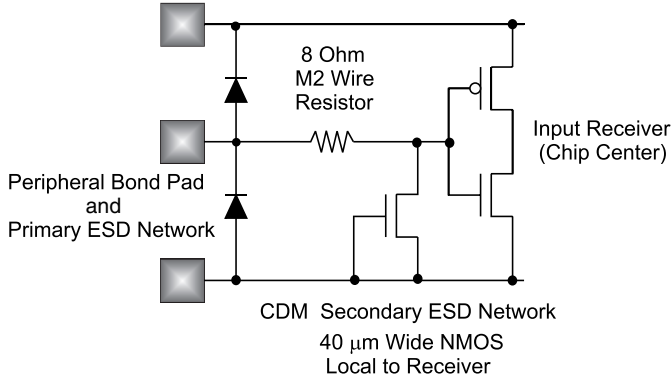 8 Ohm
M2 Wire
Resistor
Input Receiver
(Chip Center)
Peripheral Bond Pad
and
Primary ESD Network
CDM Secondary ESD Network
40 μm Wide NMOS
Local to Receiver